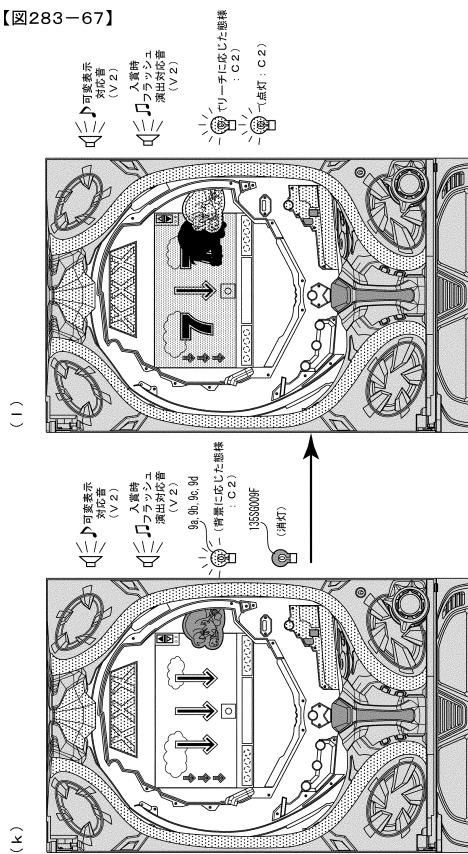 【図283－67】
(l)
♪可変表示
対応音
(V2)
♫入賞時
フラッシュ
演出対応音
(V2)
(リーチに応じた態様
:C2)
(点灯:C2)
7
(k)
♪可変表示
対応音
(V2)
♫入賞時
フラッシュ
演出対応音
(V2)
9a,9b,9c,9d
(背景に応じた態様
:C2)
135SG009F
(消灯)